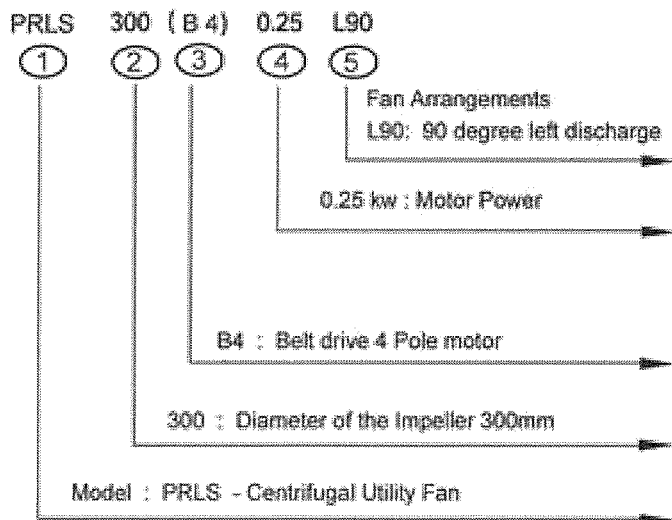 PRLS 300 ( B 4) 0.25 L90
1 2 3 4 5
Fan Arrangements
L90: 90 degree left discharge
0.25 kw : Motor Power
B4 : Belt drive 4 Pole motor
300 : Diameter of the Impeller 300mm
Model : PRLS - Centrifugal Utility Fan